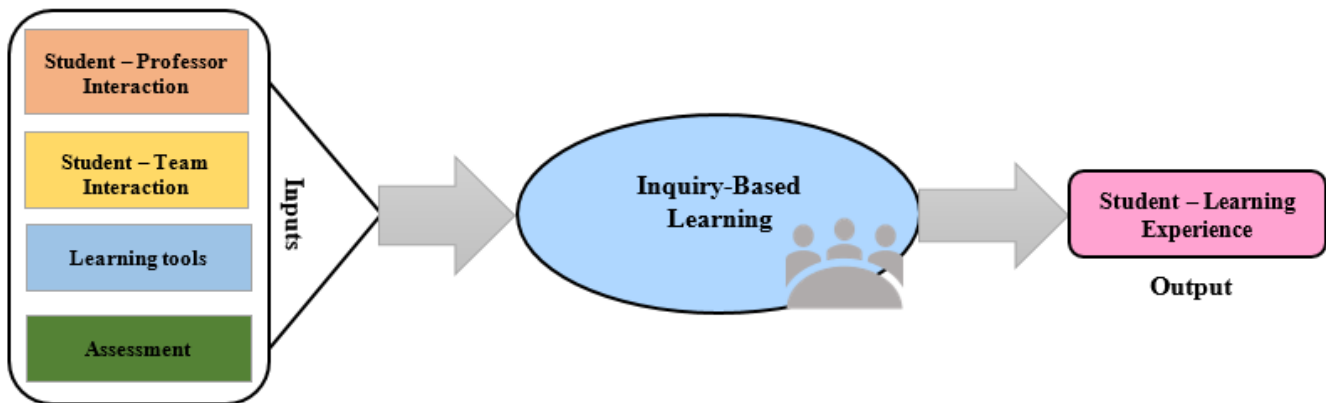 Student – Professor
Interaction
Student – Team
Interaction
Learning tools
Assessment
Inputs
Inquiry-Based
Learning
Student – Learning
Experience
Output